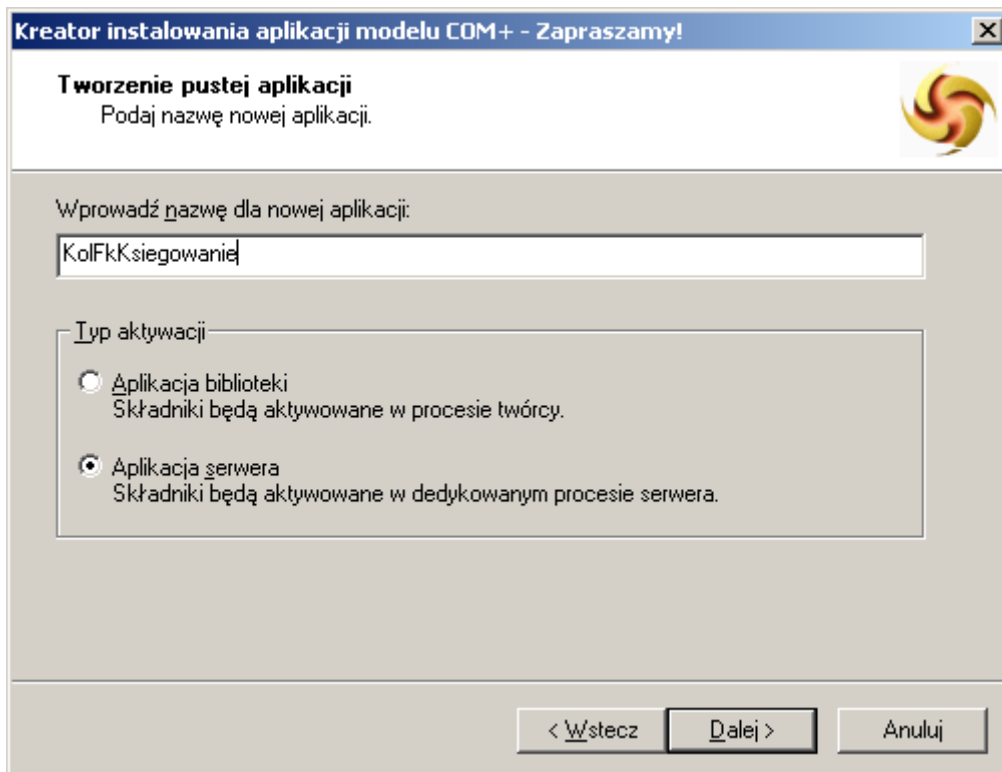 Kreator instalowania aplikacji modelu COM+ - Zapraszamy!
Tworzenie pustej aplikacji
Podaj nazwę nowej aplikacji.
Wprowadź nazwę dla nowej aplikacji:
KolFkKsiegowanie
Typ aktywacji
Aplikacja biblioteki
Składniki będą aktywowane w procesie twórcy.
Aplikacja serwera
Składniki będą aktywowane w dedykowanym procesie serwera.
< Wstecz
Dalej >
Anuluj